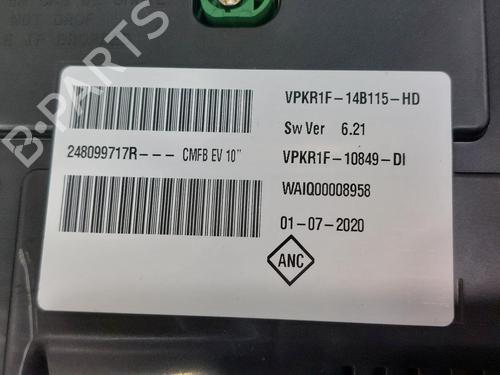 VPKR1F-14B115-HD
Sw Ver 6.21
248099717R--- CMFB EV 10"
VPKR1F-10849-DI
WAIQ00008958
01-07-2020
ANC